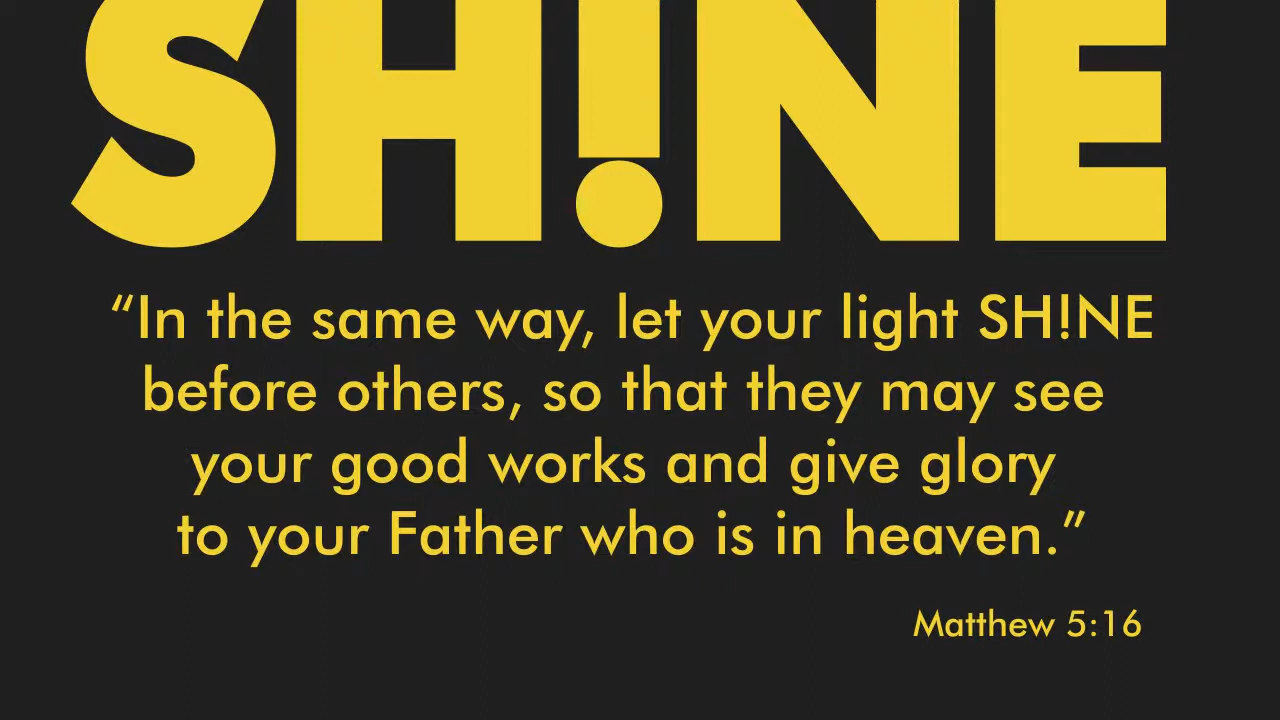 SH!NE
“In the same way, let your light SH!NE
before others, so that they may see
your good works and give glory
to your Father who is in heaven.”
Matthew 5:16